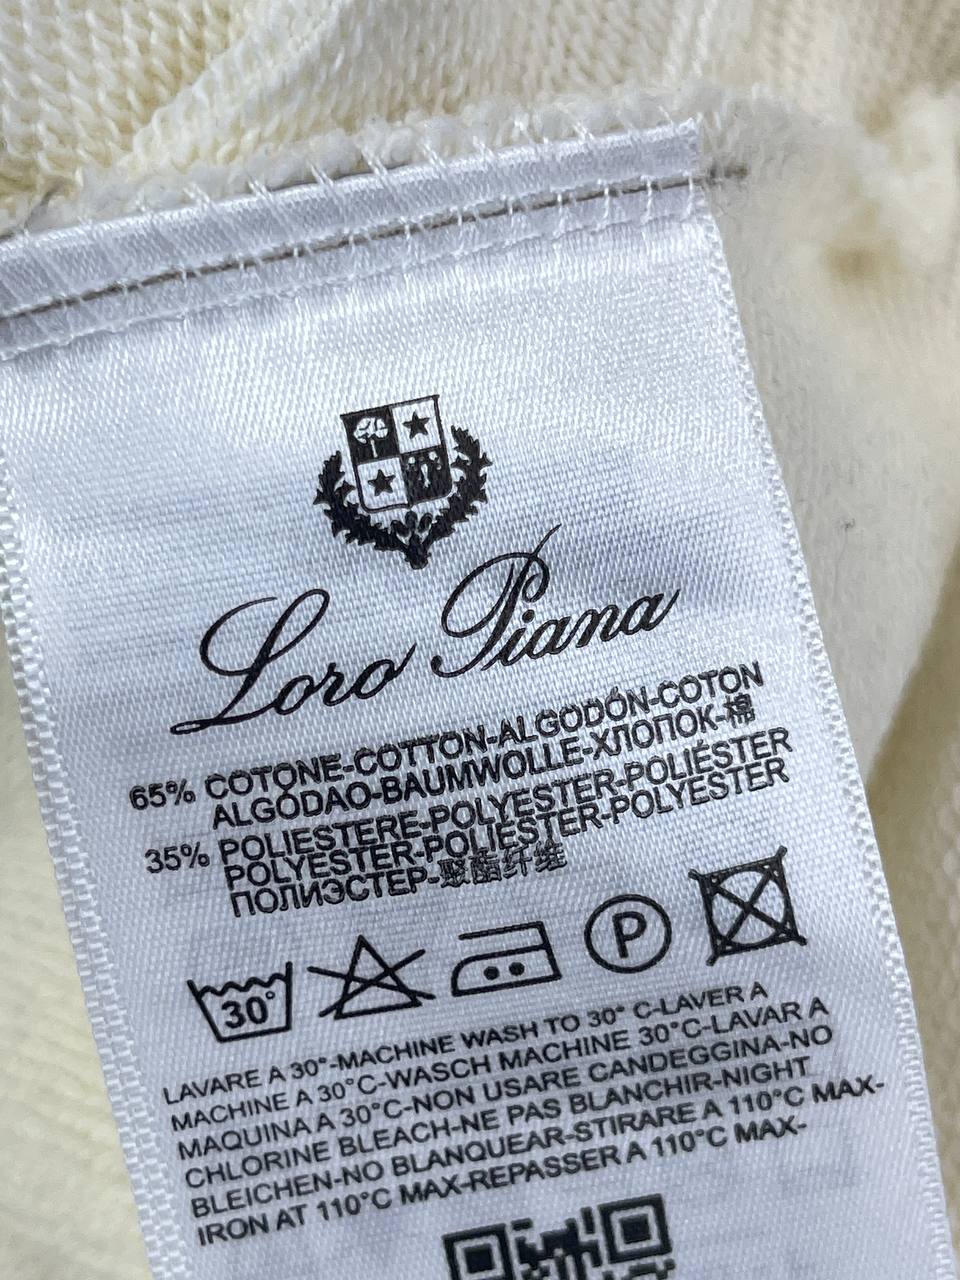 Loro Piana
65% COTONE-COTTON-ALGODÓN-COTON
ALGÓDAO-BAUMWOLLE-ХЛОПОК-棉
35% POLIESTERE-POLYESTER-POLIÉSTER
POLYESTER-POLIÉSTER-POLYESTER
ПОЛИЭСТЕР-聚酯纤维
30°
P
LAVARE A 30°-MACHINE WASH TO 30° C-LAVER A
MACHINE A 30°C-WASCH MACHINE 30°C-LAVAR A
MAQUINA A 30°C-NON USARE CANDEGGINA-NO
CHLORINE BLEACH-NE PAS BLANCHIR-NIGHT
BLEICHEN-NO BLANQUEAR-STIRARE A 110°C MAX-
IRON AT 110°C MAX-REPASSER A 110°C MAX-